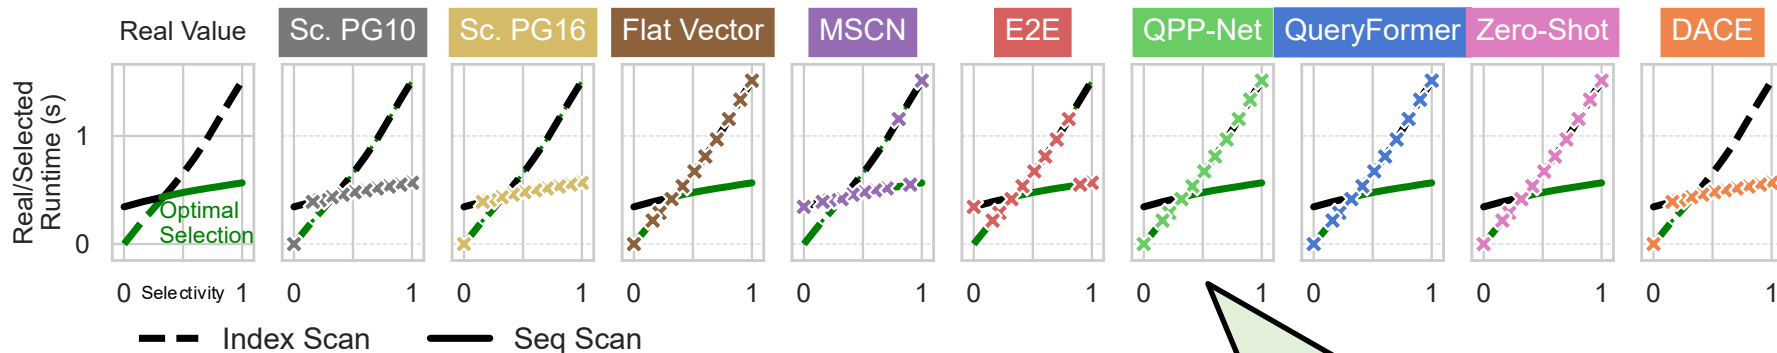 Real Value
Sc. PG10
Sc. PG16
Flat Vector
MSCN
E2E
QPP-Net
QueryFormer
Zero-Shot
DACE
Real/Selected
Runtime (s)
1
0
Optimal
Selection
0 Selectivity 1
0 1
0 1
0 1
0 1
0 1
0 1
0 1
0 1
0 1
Index Scan
Seq Scan